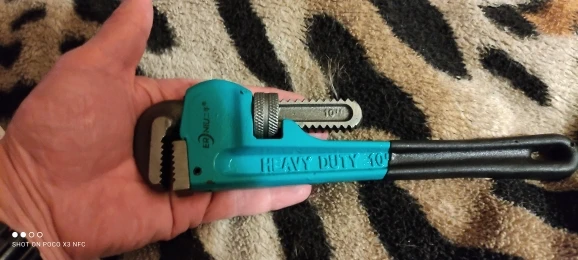 10"
HEAVY DUTY 10"
SHOT ON POCO X3 NFC